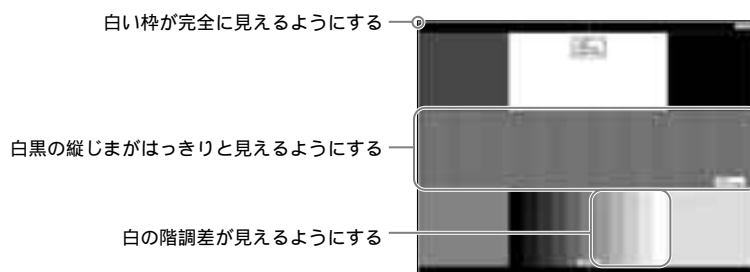 白い枠が完全に見えるようにする
白黒の縦じまがはっきりと見えるようにする
白の階調差が見えるようにする